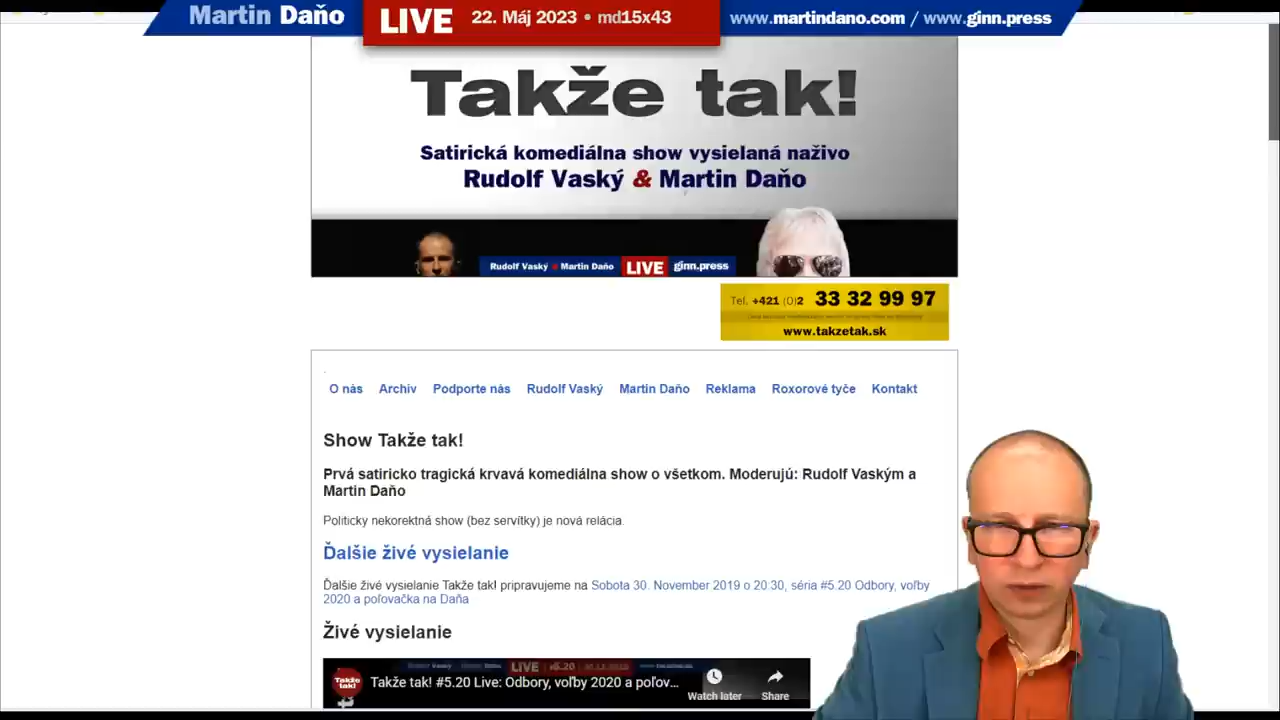 Martin Daňo
LIVE
22. Máj 2023 • md15x43
www.martindano.com / www.ginn.press
Takže tak!
Satirická komediálna show vysielaná naživo
Rudolf Vaský & Martin Daňo
Rudolf Vaský Martin Daňo LIVE ginn.press
Tel. +421 (0)2 33 32 99 97
www.takzetak.sk
O nás Archív Podporte nás Rudolf Vaský Martin Daňo Reklama Roxorové tyče Kontakt
Show Takže tak!
Prvá satiricko tragická krvavá komediálna show o všetkom. Moderujú: Rudolf Vaským a
Martin Daňo
Politicky nekorektná show (bez servítky) je nová relácia.
Ďalšie živé vysielanie
Ďalšie živé vysielanie Takže tak! pripravujeme na Sobota 30. November 2019 o 20:30, séria #5.20 Odbory, voľby
2020 a poľovačka na Daňa
Živé vysielanie
LIVE
Takže tak!
Takže tak! #5.20 Live: Odbory, voľby 2020 a poľov...
Watch later
Share